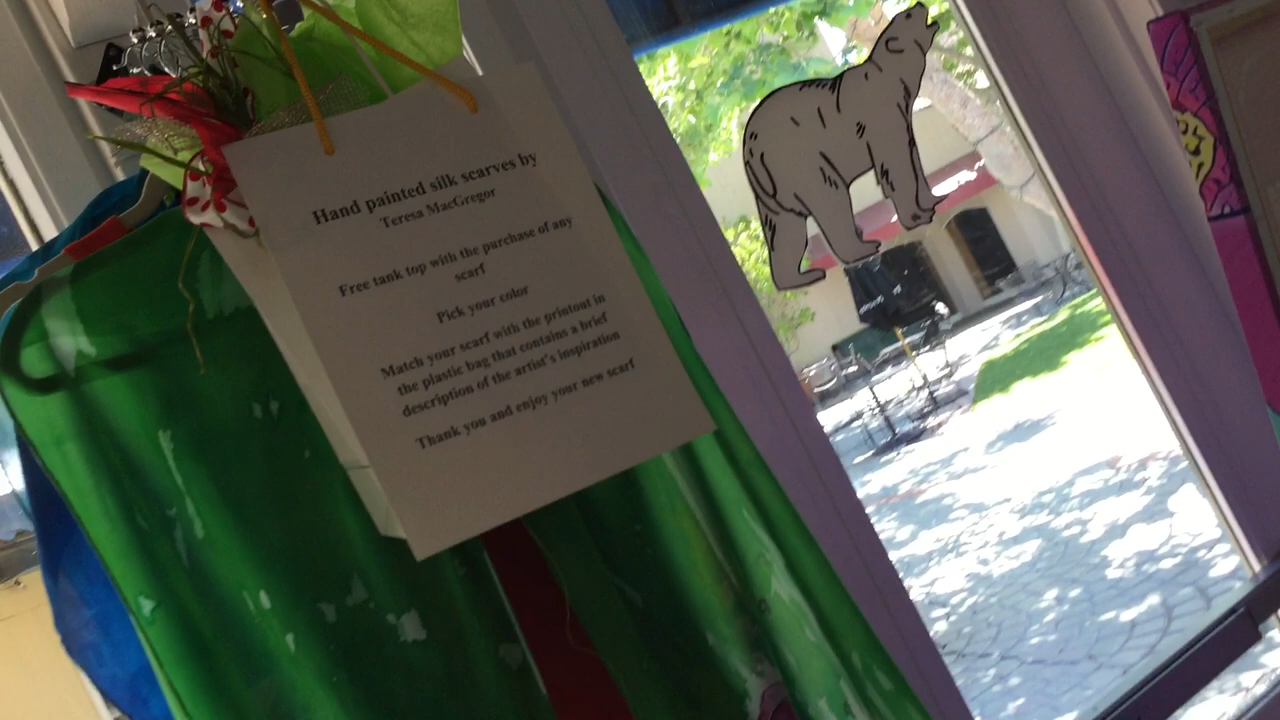 Hand painted silk scarves by
Teresa MacGregor
Free tank top with the purchase of any
scarf
Pick your color
Match your scarf with the printout in
the plastic bag that contains a brief
description of the artist's inspiration
Thank you and enjoy your new scarf